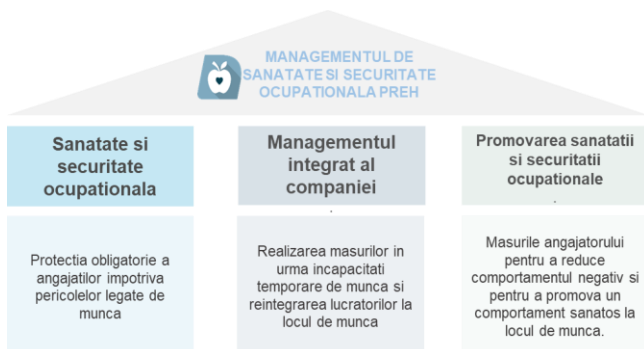 MANAGEMENTUL DE
SANATATE SI SECURITATE
OCUPATIONALA PREH
Sanatate si
securitate
ocupationala
Protectia obligatorie a
angajatilor impotriva
pericolelor legate de
munca
Managementul
integrat al
companiei
.
Realizarea masurilor in
urma incapacitati
temporare de munca si
reintegrarea lucratorilor la
locul de munca
Promovarea sanatatii
si securitatii
ocupationale
.
Masurile angajatorului
pentru a reduce
comportamentul negativ si
pentru a promova un
comportament sanatos la
locul de munca.